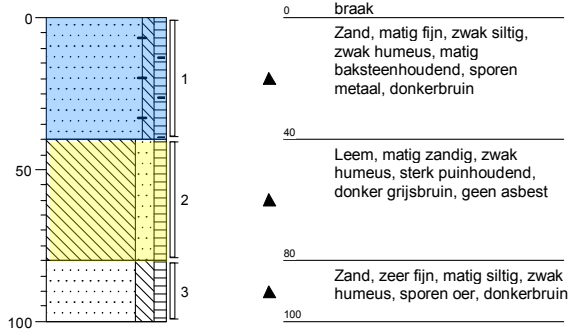 0
0
braak
Zand, matig fijn, zwak siltig,
zwak humeus, matig
baksteenhoudend, sporen
metaal, donkerbruin
1
40
50
Leem, matig zandig, zwak
humeus, sterk puinhoudend,
donker grijsbruin, geen asbest
2
80
Zand, zeer fijn, matig siltig, zwak
humeus, sporen oer, donkerbruin
3
100
100